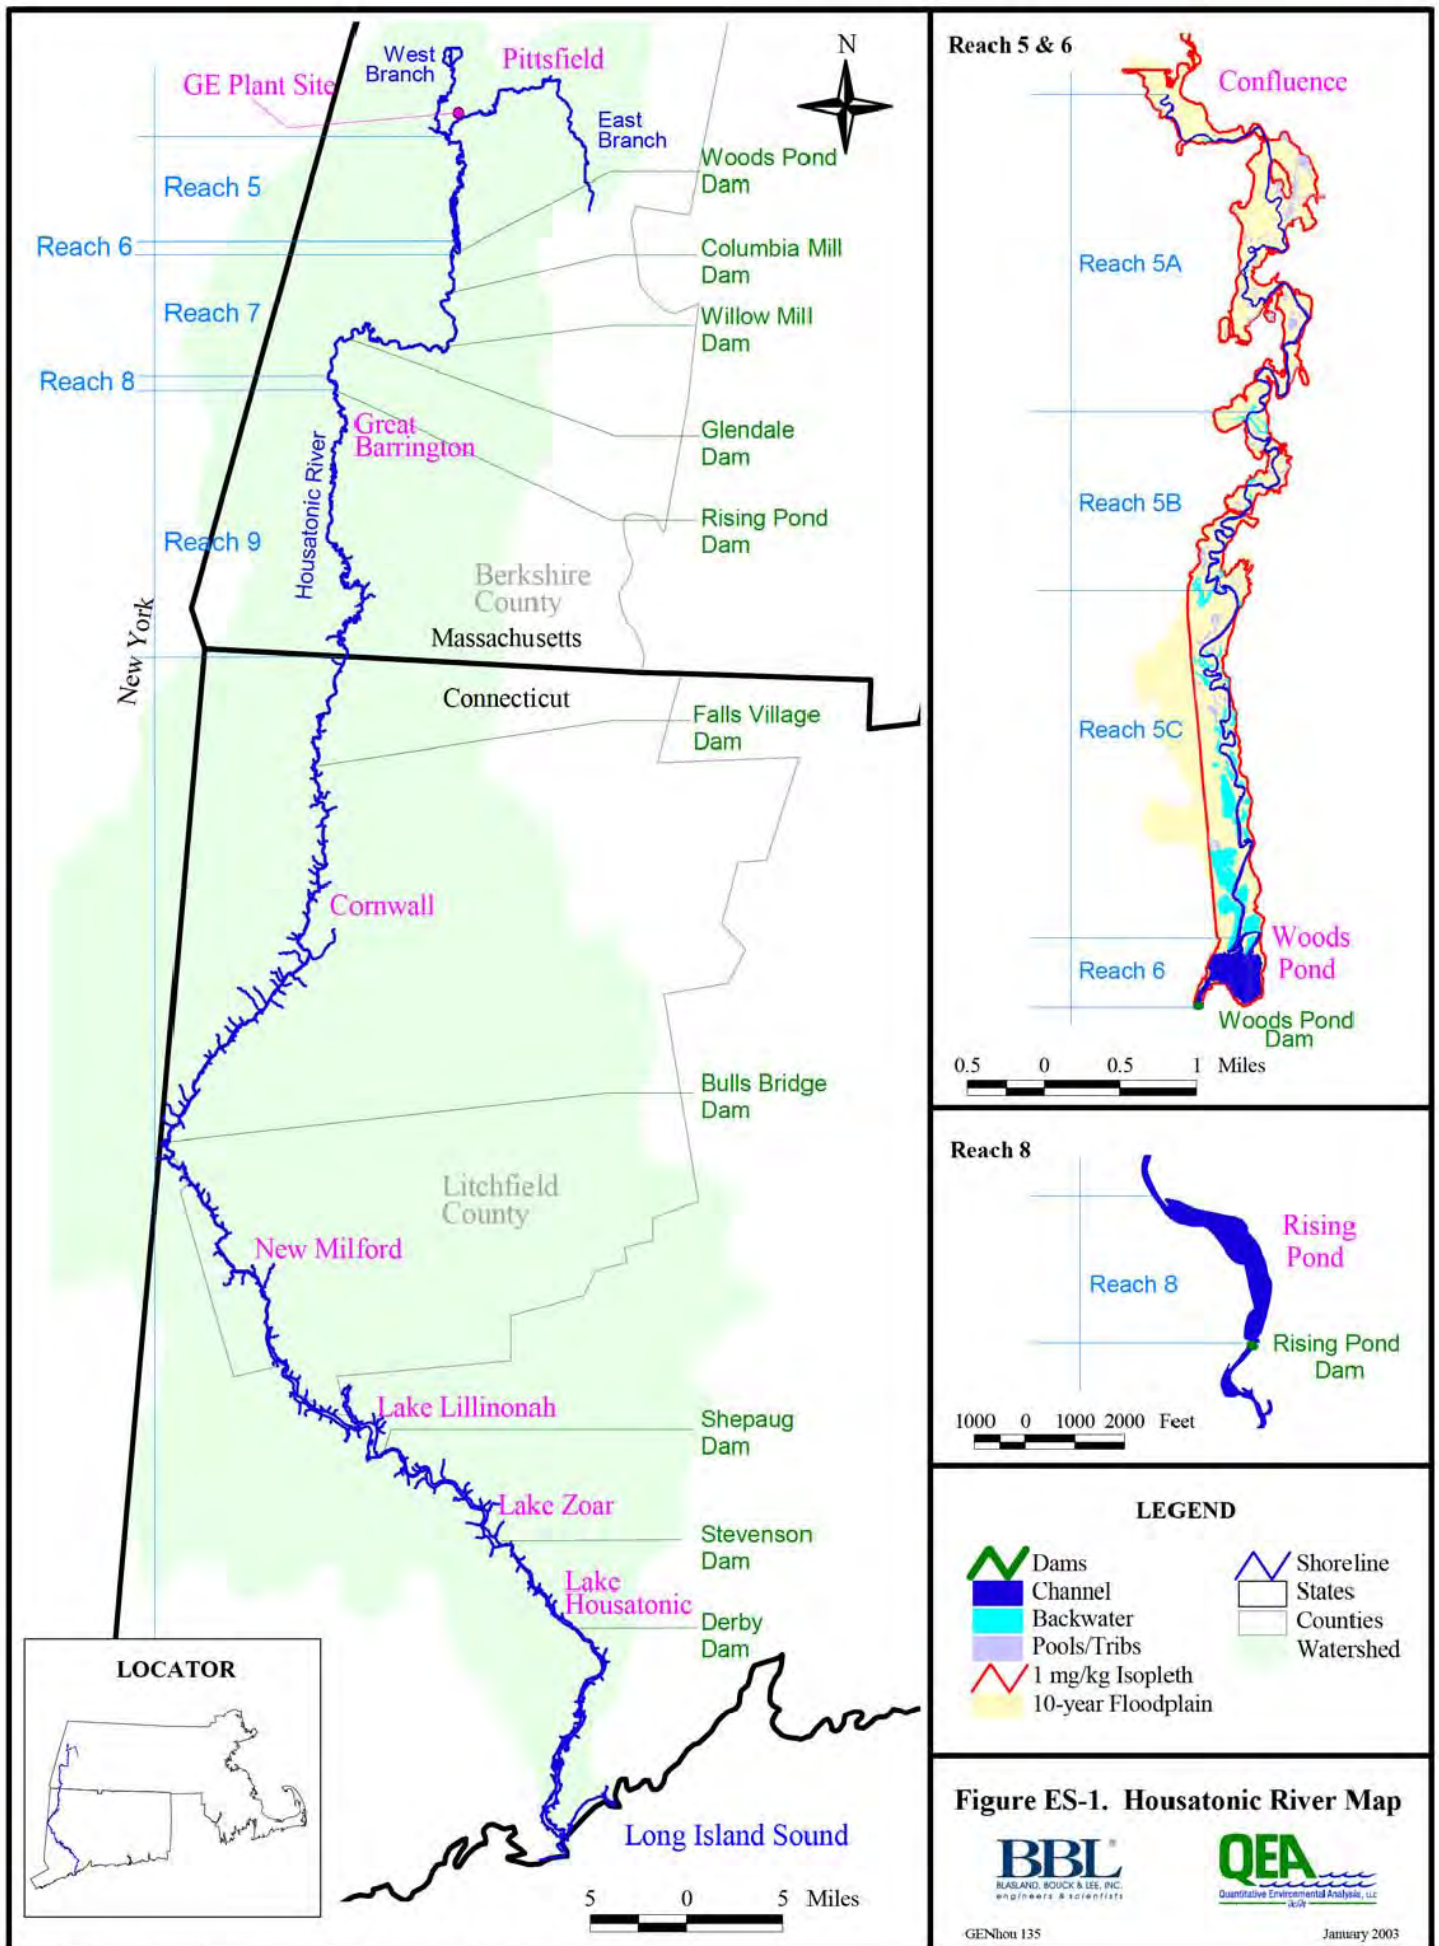 West
Branch
Pittsfield
N
GE Plant Site
East
Branch
Woods Pond
Dam
Reach 5
Reach 6
Columbia Mill
Dam
Reach 7
Willow Mill
Dam
Reach 8
Great
Barrington
Glendale
Dam
Housatonic River
Rising Pond
Dam
Reach 9
Berkshire
County
Massachusetts
New York
Connecticut
Falls Village
Dam
Cornwall
Bulls Bridge
Dam
Litchfield
County
New Milford
Lake Lillinonah
Shepaug
Dam
Lake Zoar
Stevenson
Dam
Lake
Housatonic
Derby
Dam
LOCATOR
Long Island Sound
5 0 5 Miles
Reach 5 & 6
Confluence
Reach 5A
Reach 5B
Reach 5C
Woods
Pond
Reach 6
Woods Pond
Dam
0.5 0 0.5 1 Miles
Reach 8
Rising
Pond
Reach 8
Rising Pond
Dam
1000 0 1000 2000 Feet
LEGEND
Dams
Channel
Backwater
Pools/Tribs
1 mg/kg Isopleth
10-year Floodplain
Shoreline
States
Counties
Watershed
Figure ES-1. Housatonic River Map
BBL ®
BLASLAND, BOUCK & LEE, INC.
engineers & scientists
QEA
Quantitative Environmental Analysis, LLC
GENhou 135
January 2003